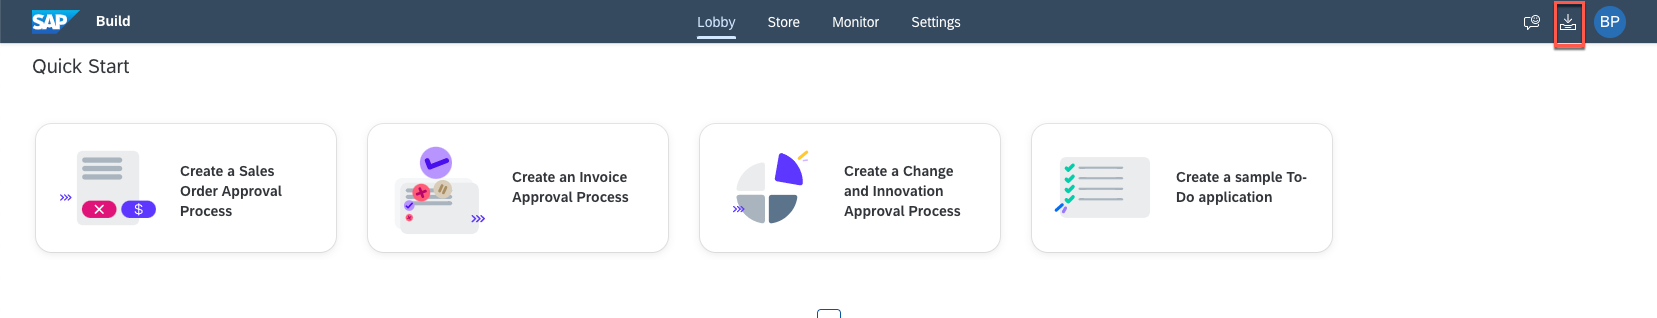 SAP Build Lobby Store Monitor Settings BP
Quick Start
Create a Sales
Order Approval
Process
$
Create an Invoice
Approval Process
Create a Change
and Innovation
Approval Process
Create a sample To-
Do application